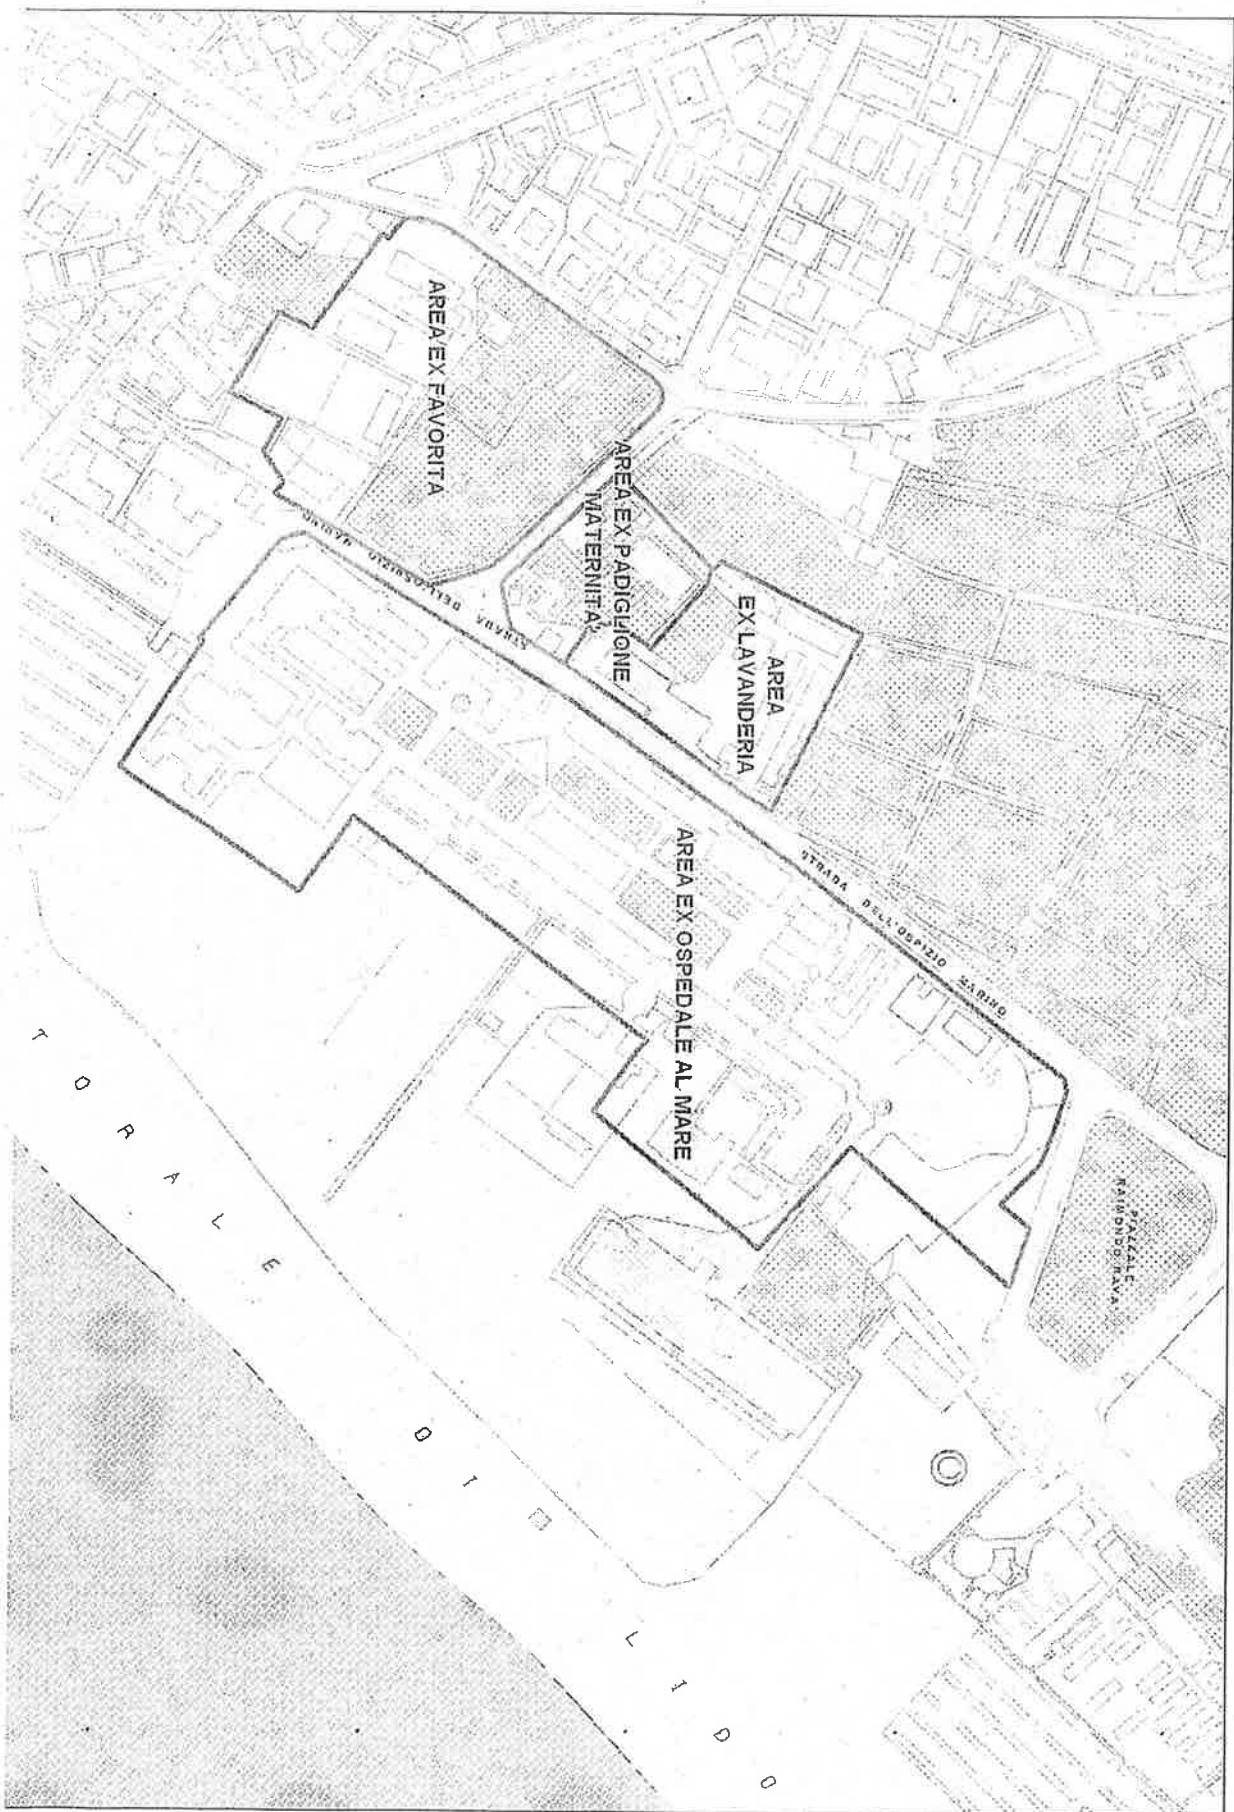 AREA EX FAVORITA
AREA EX PADIGLIONE
MATERNITA'
AREA
EX LAVANDERIA
AREA EX OSPEDALE AL MARE
STRADA DELL'OSPIZIO MARINO
STRADA DELL'OSPIZIO MARINO
PIAZZALE
RAIMONDO RAVA
TORALE DI LIDO